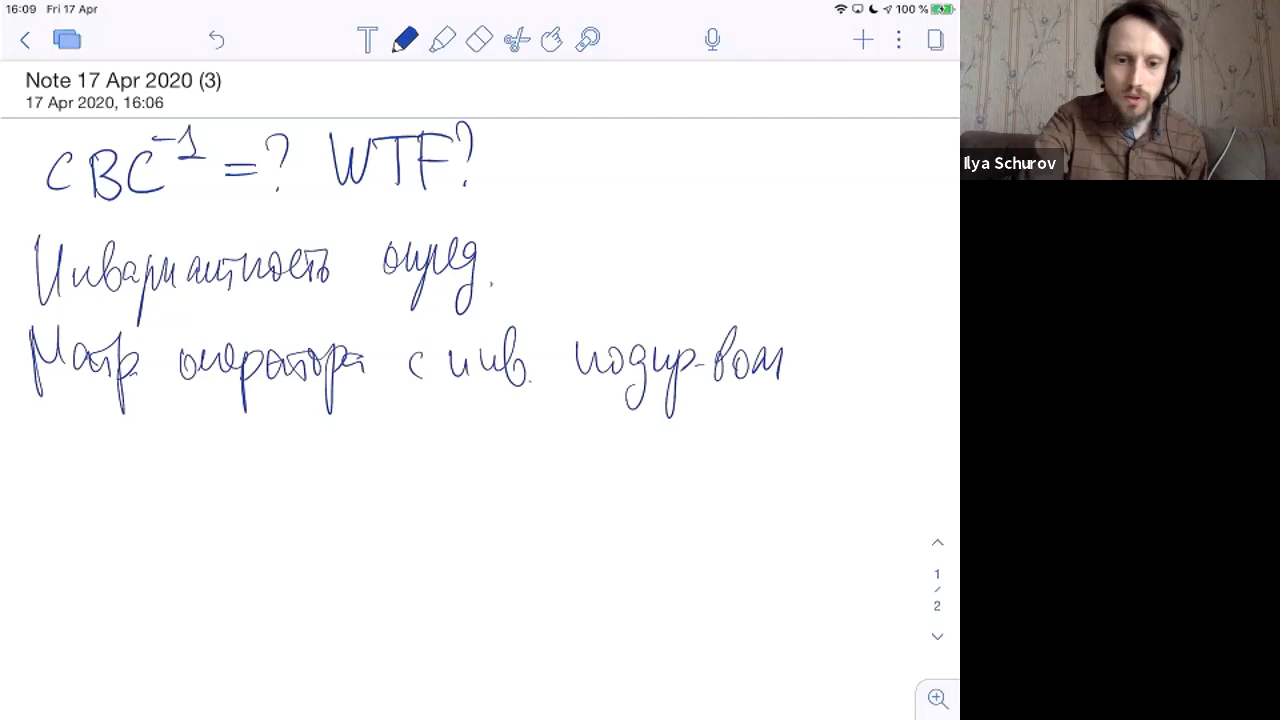 16:09 Fri 17 Apr
100 %
T
Note 17 Apr 2020 (3)
17 Apr 2020, 16:06
CBC⁻¹ = ? WTF?
Инвариантность опред.
Матр. оператора с инв. подпр-вом
1
2
Ilya Schurov